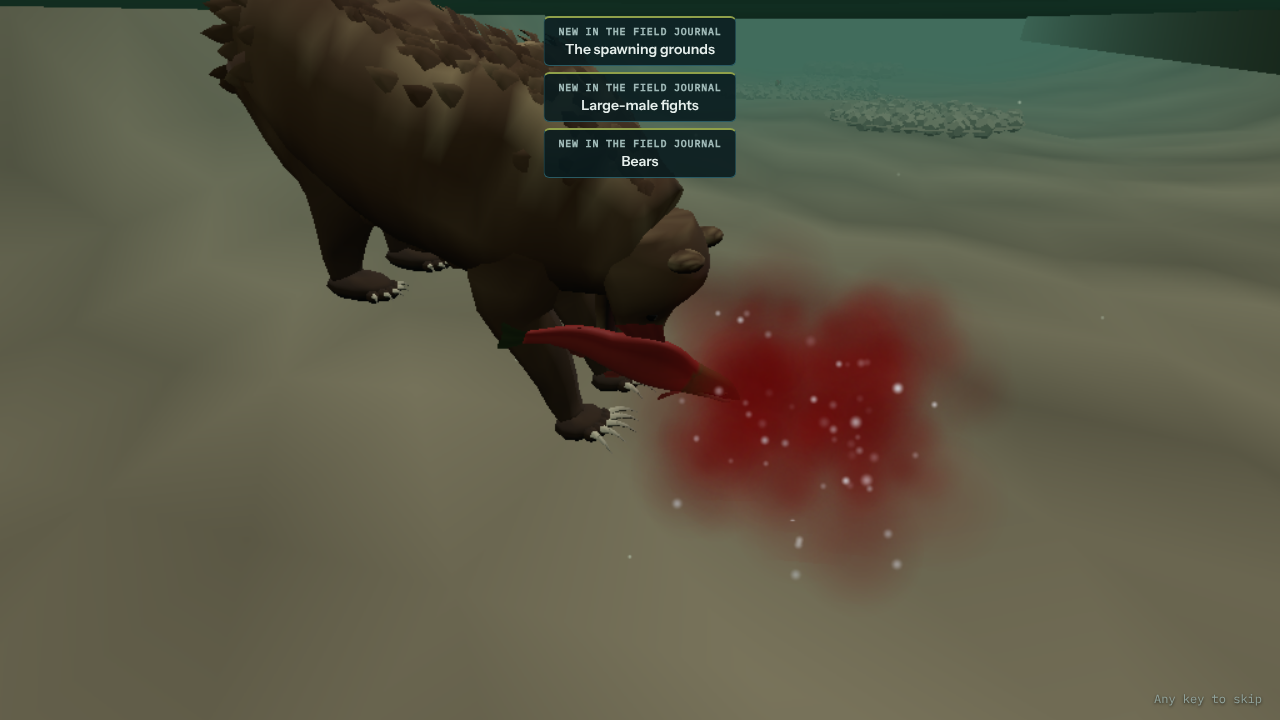 NEW IN THE FIELD JOURNAL
The spawning grounds
NEW IN THE FIELD JOURNAL
Large-male fights
NEW IN THE FIELD JOURNAL
Bears
Any key to skip